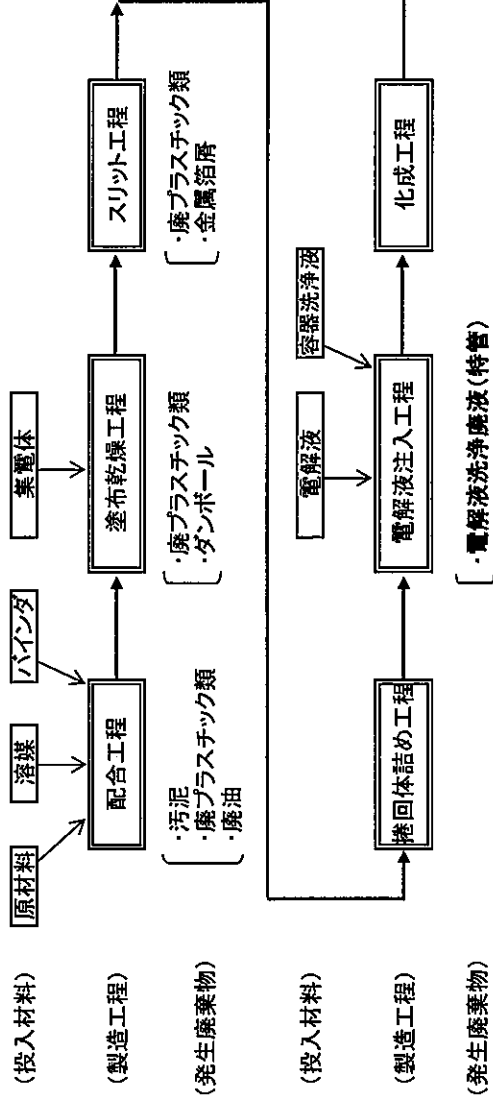 (投入材料)
原材料
溶媒
バインダ
集電体
(製造工程)
配合工程
塗布乾燥工程
スリット工程
(発生廃棄物)
・汚泥
・廃プラスチック類
・廃油
・廃プラスチック類
・ダンボール
・廃プラスチック類
・金属箔屑
(投入材料)
電解液
容器洗浄液
(製造工程)
捲回体詰め工程
電解液注入工程
化成工程
(発生廃棄物)
・電解液洗浄廃液(特管)